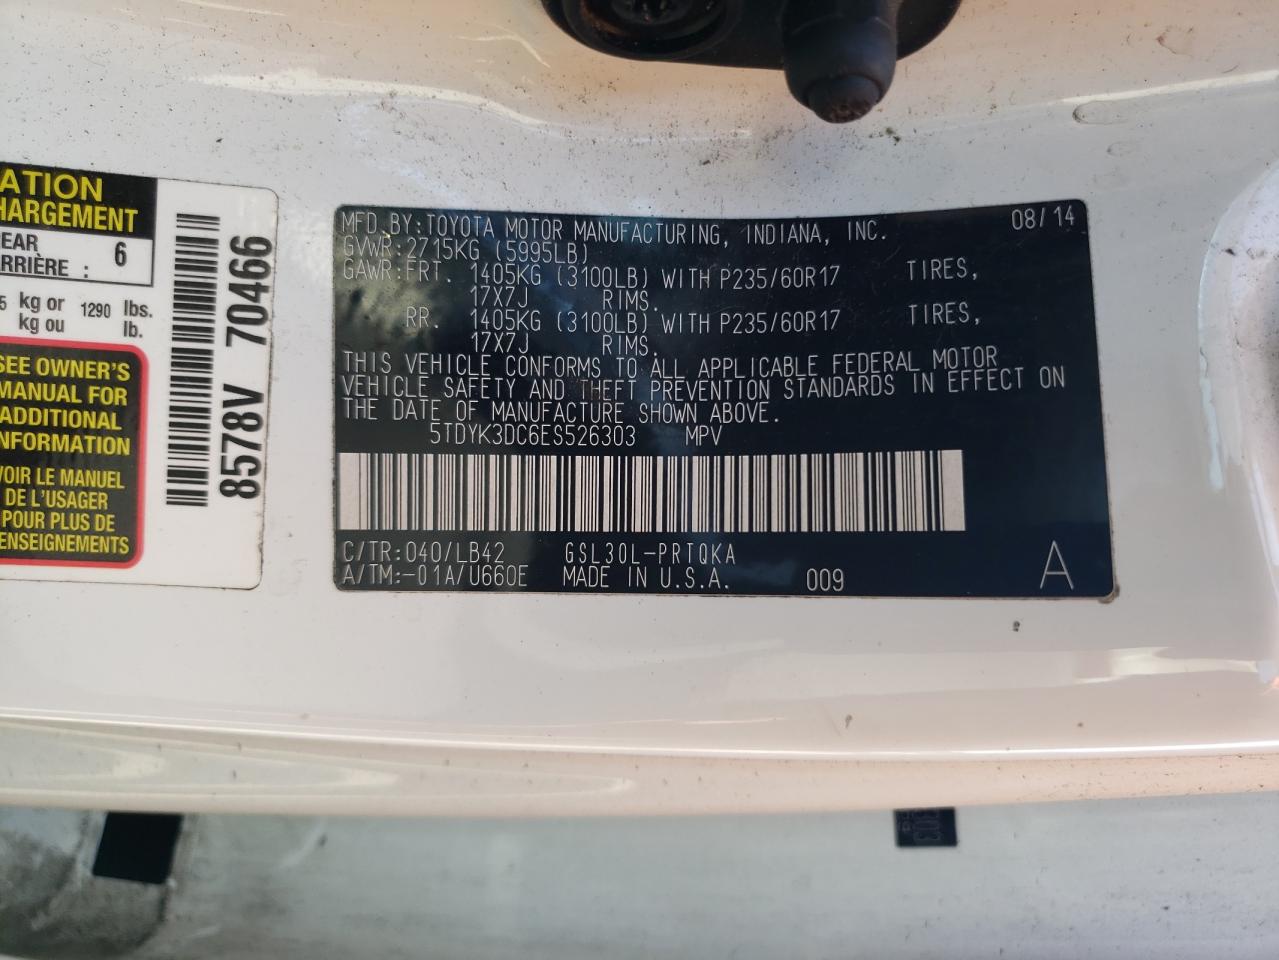 ATION
HARGEMENT
EAR 6
RRIÈRE :
5 kg or 1290 lbs.
kg ou lb.
SEE OWNER'S
MANUAL FOR
ADDITIONAL
INFORMATION
VOIR LE MANUEL
DE L'USAGER
POUR PLUS DE
RENSEIGNEMENTS
8578V 70466
MFD.BY:TOYOTA MOTOR MANUFACTURING, INDIANA, INC. 08/14
GVWR:2715KG (5995LB)
GAWR:FRT. 1405KG (3100LB) WITH P235/60R17 TIRES,
17X7J RIMS.
RR. 1405KG (3100LB) WITH P235/60R17 TIRES,
17X7J RIMS.
THIS VEHICLE CONFORMS TO ALL APPLICABLE FEDERAL MOTOR
VEHICLE SAFETY AND THEFT PREVENTION STANDARDS IN EFFECT ON
THE DATE OF MANUFACTURE SHOWN ABOVE.
5TDYK3DC6ES526303 MPV
C/TR:040/LB42 GSL30L-PRTQKA
A/TM:-01A/U660E MADE IN U.S.A. 009 A